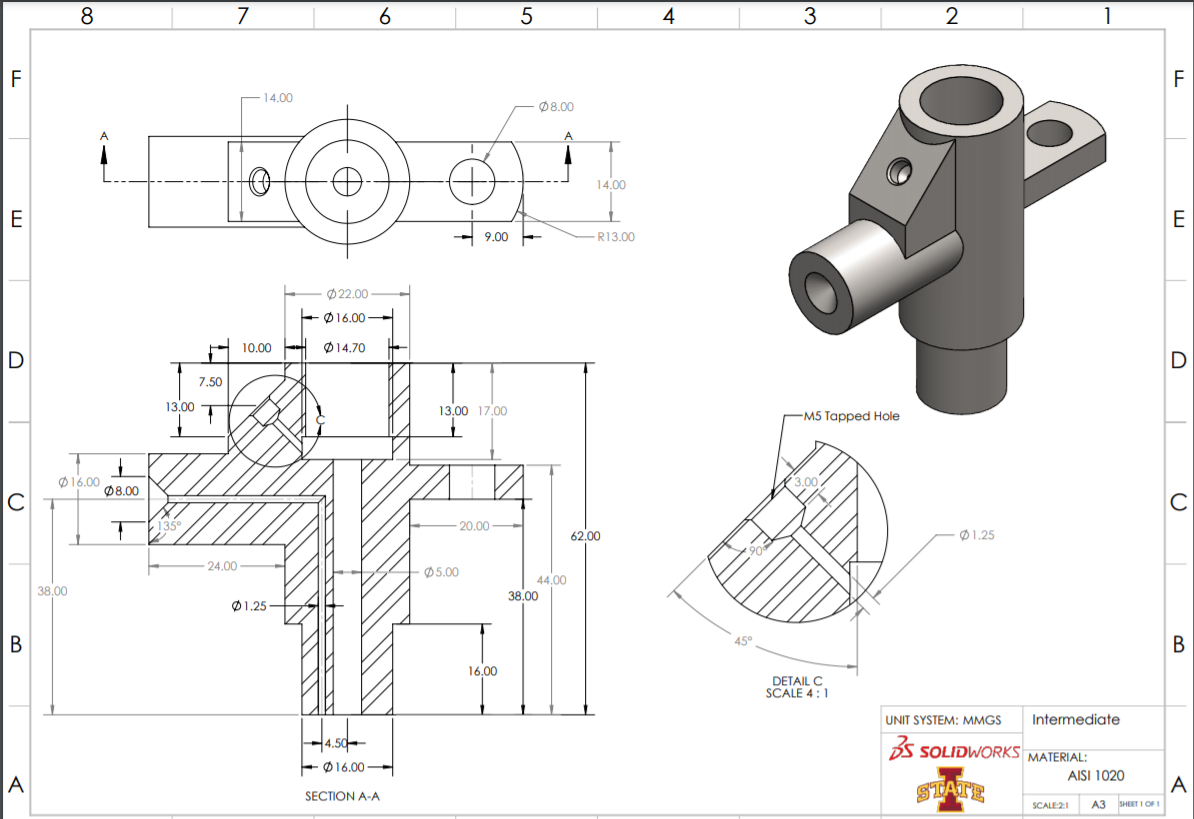 8 7 6 5 4 3 2 1
F F
14.00
Ø8.00
A A
14.00
E E
9.00
R13.00
Ø22.00
Ø16.00
10.00 Ø14.70
D D
7.50
13.00
C
13.00 17.00
M5 Tapped Hole
Ø16.00
Ø8.00
3.00
C C
135°
20.00
62.00
90°
Ø1.25
24.00
Ø5.00
44.00
38.00
38.00
Ø1.25
45°
B B
16.00
DETAIL C
SCALE 4 : 1
4.50
Ø16.00
SECTION A-A
UNIT SYSTEM: MMGS
Intermediate
DS SOLIDWORKS
MATERIAL:
AISI 1020
A A
I
STATE
SCALE:2:1 A3 SHEET 1 OF 1